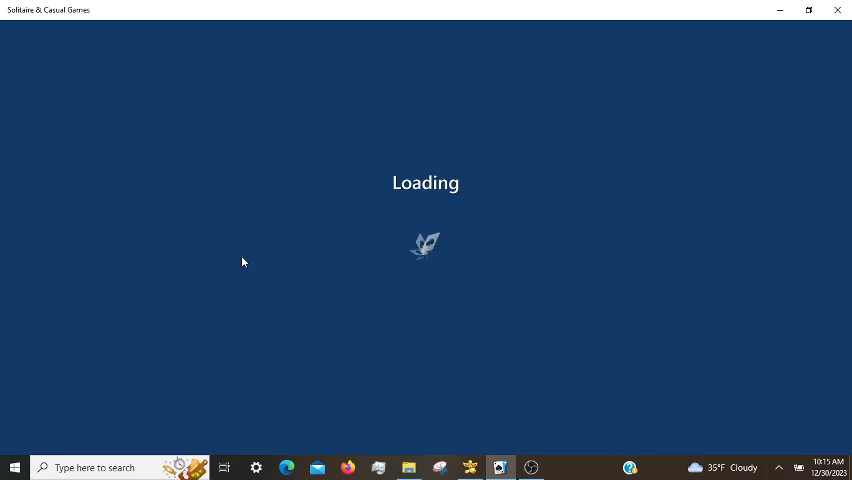 Solitaire & Casual Games
Loading
Type here to search
35°F Cloudy
10:15 AM
12/30/2023